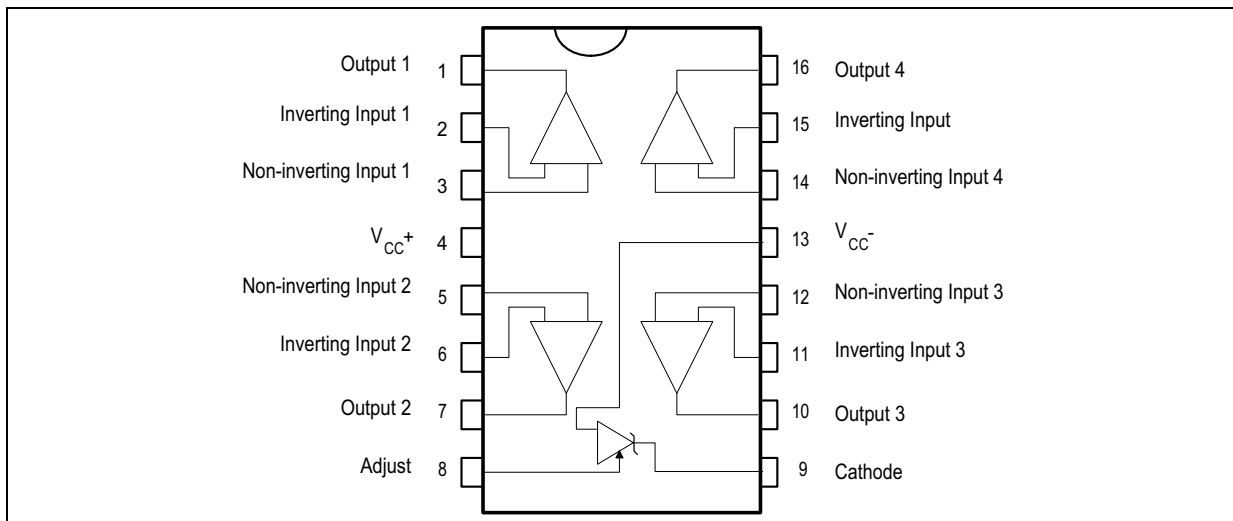 Output 1 1 16 Output 4
Inverting Input 1 2 15 Inverting Input
Non-inverting Input 1 3 14 Non-inverting Input 4
VCC+ 4 13 VCC-
Non-inverting Input 2 5 12 Non-inverting Input 3
Inverting Input 2 6 11 Inverting Input 3
Output 2 7 10 Output 3
Adjust 8 9 Cathode